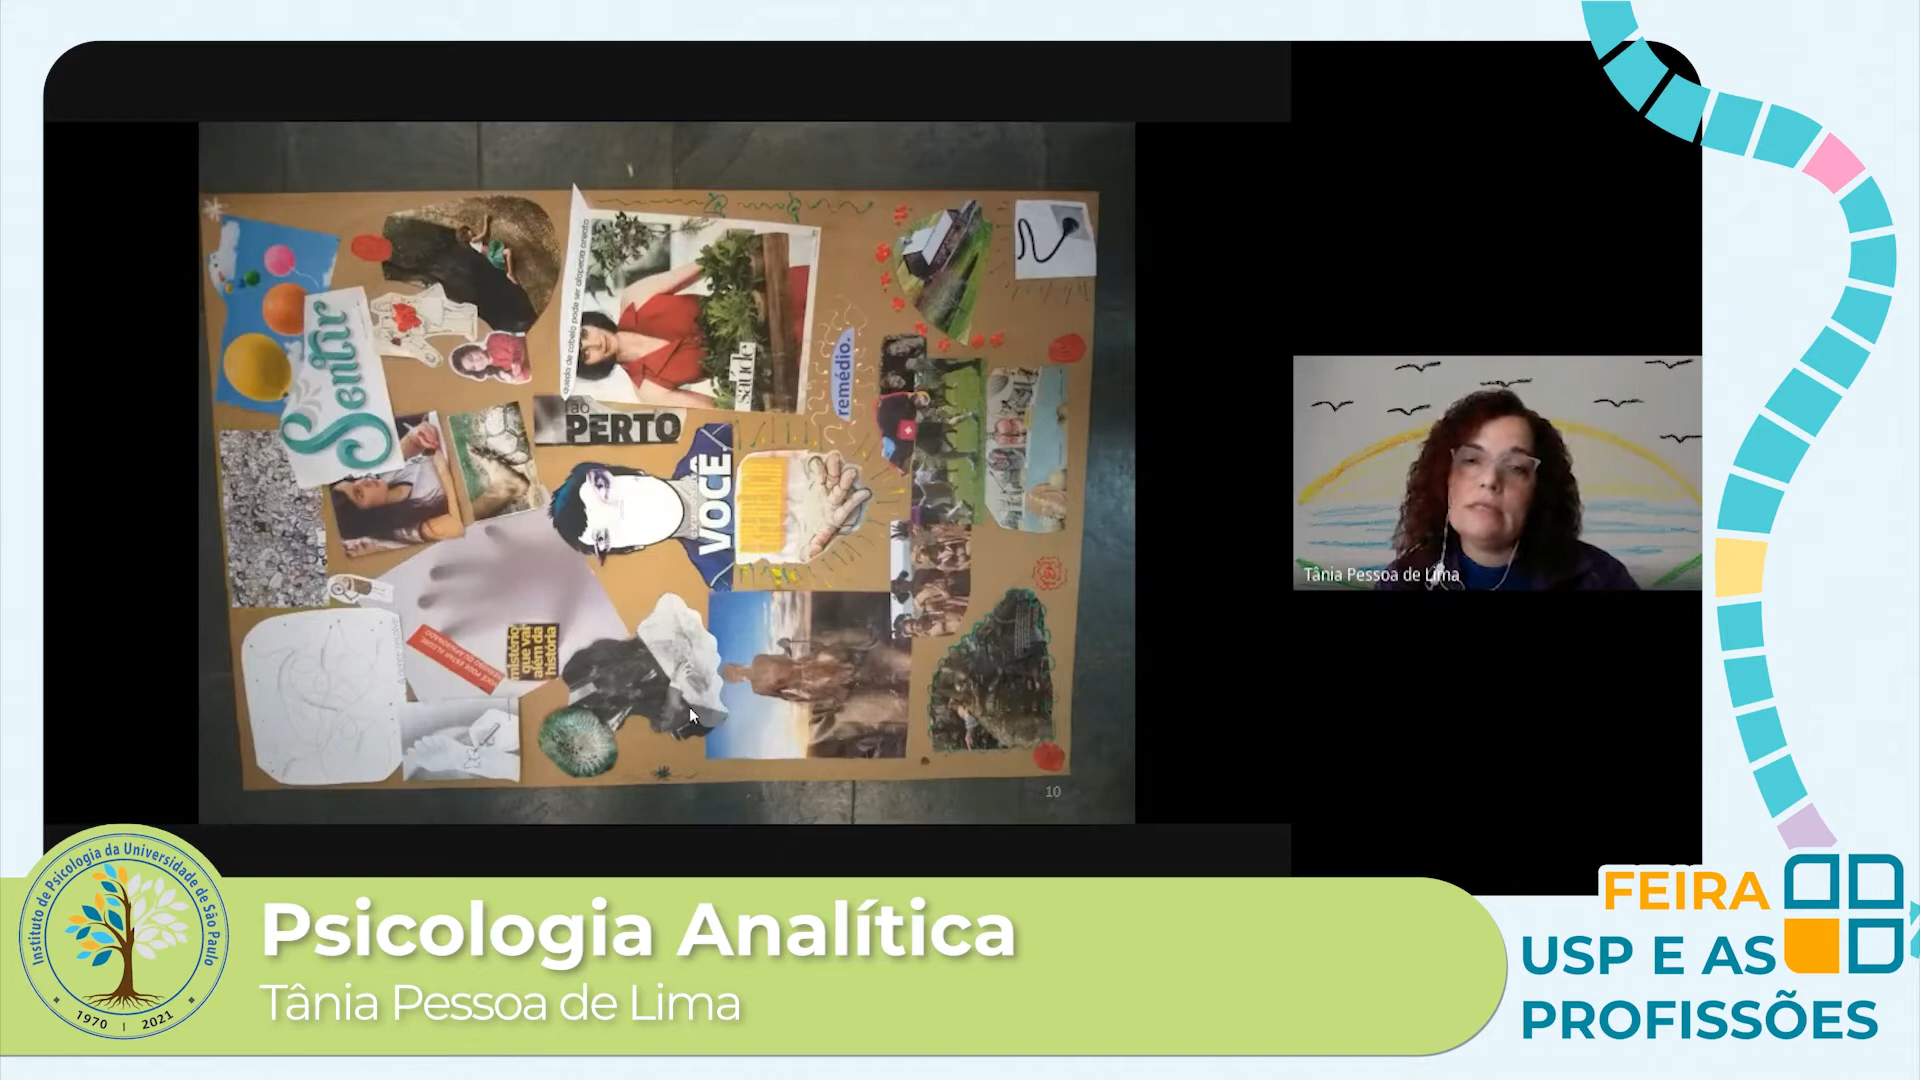 queda de cabelo pode ser alopecia areata
Sentir
saúde
remédio.
tão
PERTO
VOCÊ
mistério
que vai
além da
história
10
Tânia Pessoa de Lima
Instituto de Psicologia da Universidade de São Paulo
1970 | 2021
Psicologia Analítica
Tânia Pessoa de Lima
FEIRA
USP E AS
PROFISSÕES